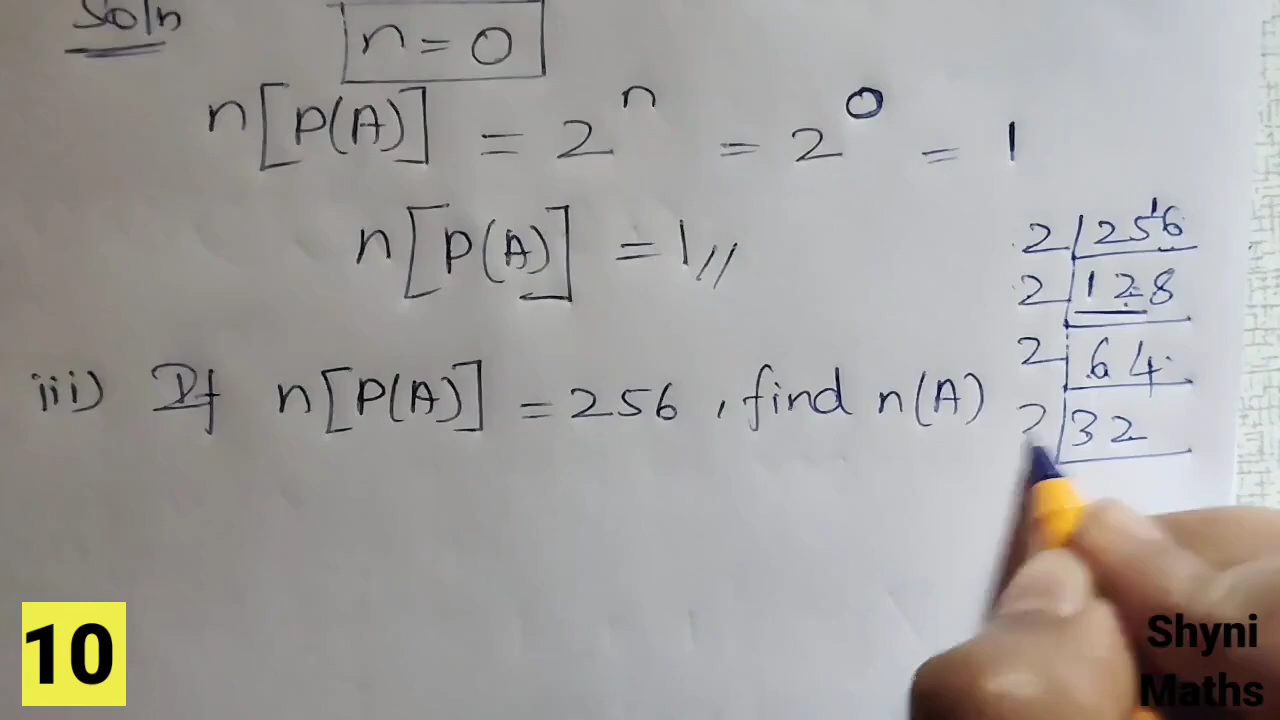 Soln
n = 0
n[P(A)] = 2^n = 2^0 = 1
n[P(A)] = 1 //
iii) If n[P(A)] = 256 , find n(A)
2 | 256
2 | 128
2 | 64
2 | 32
10
Shyni
Maths